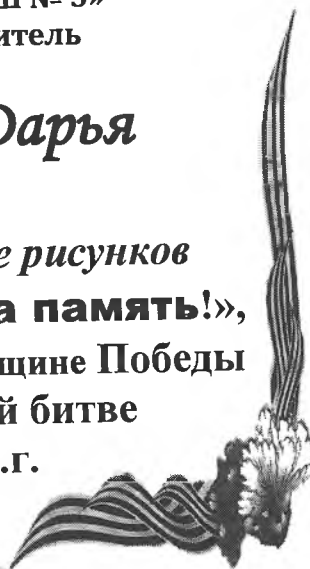 № 3»
итель
Дарья
е рисунков
а память!»,
щине Победы
й битве
.г.